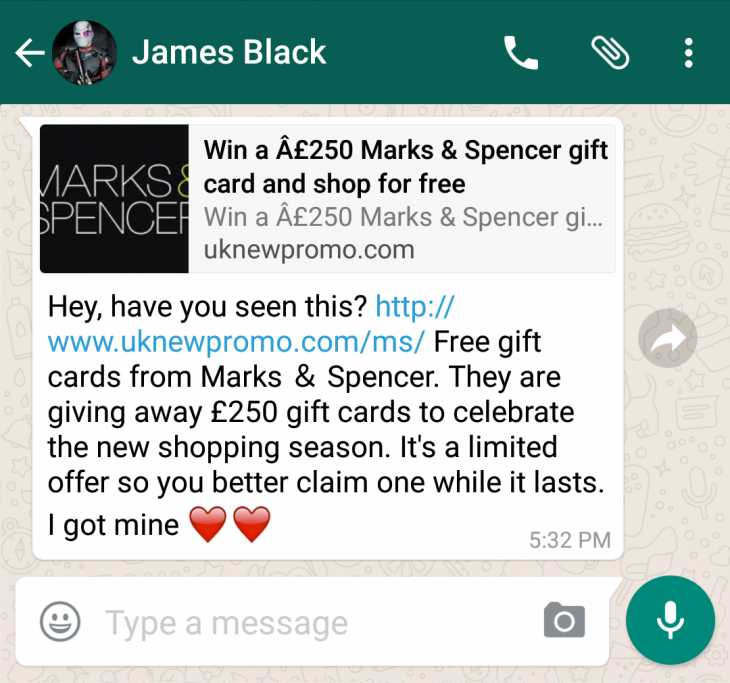 James Black
MARKS&
SPENCER
Win a Â£250 Marks & Spencer gift
card and shop for free
Win a Â£250 Marks & Spencer gi...
uknewpromo.com
Hey, have you seen this? http://
www.uknewpromo.com/ms/ Free gift
cards from Marks & Spencer. They are
giving away £250 gift cards to celebrate
the new shopping season. It's a limited
offer so you better claim one while it lasts.
I got mine ❤️❤️
5:32 PM
Type a message